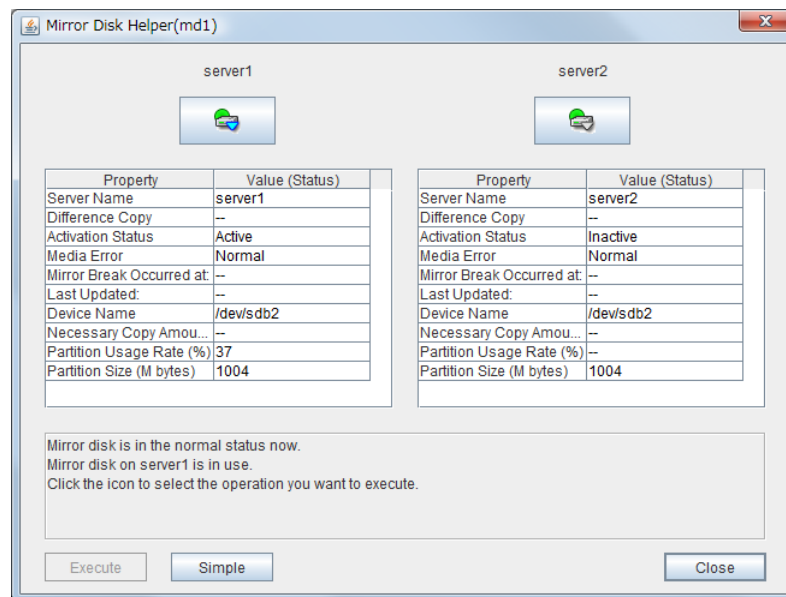 Mirror Disk Helper(md1)
server1
server2
Property Value (Status)
Server Name server1
Difference Copy --
Activation Status Active
Media Error Normal
Mirror Break Occurred at: --
Last Updated: --
Device Name /dev/sdb2
Necessary Copy Amou... --
Partition Usage Rate (%) 37
Partition Size (M bytes) 1004
Property Value (Status)
Server Name server2
Difference Copy --
Activation Status Inactive
Media Error Normal
Mirror Break Occurred at: --
Last Updated: --
Device Name /dev/sdb2
Necessary Copy Amou... --
Partition Usage Rate (%) --
Partition Size (M bytes) 1004
Mirror disk is in the normal status now.
Mirror disk on server1 is in use.
Click the icon to select the operation you want to execute.
Execute
Simple
Close